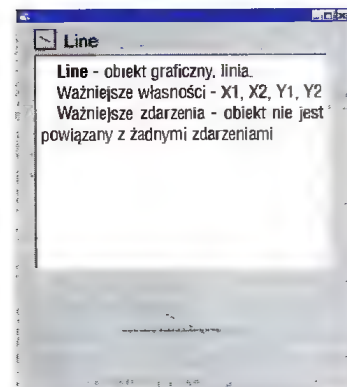 Line
Line - obiekt graficzny, linia.
Ważniejsze własności - X1, X2, Y1, Y2
Ważniejsze zdarzenia - obiekt nie jest
powiązany z żadnymi zdarzeniami